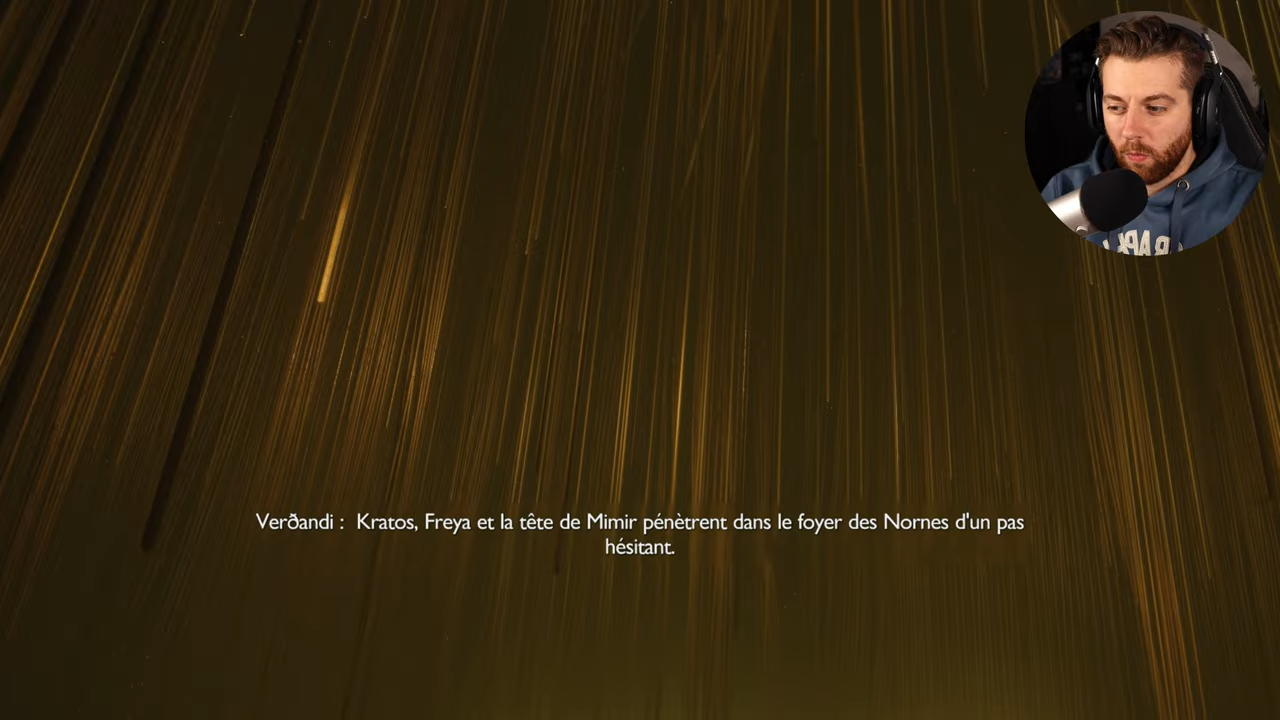 Verðandi :  Kratos, Freya et la tête de Mimir pénètrent dans le foyer des Nornes d'un pas
hésitant.